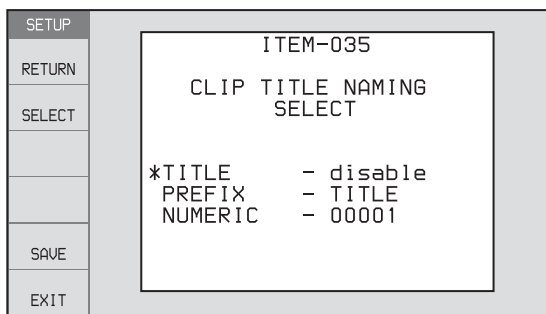 SETUP
RETURN
SELECT
SAVE
EXIT
ITEM-035
CLIP TITLE NAMING
SELECT
*TITLE - disable
PREFIX - TITLE
NUMERIC - 00001